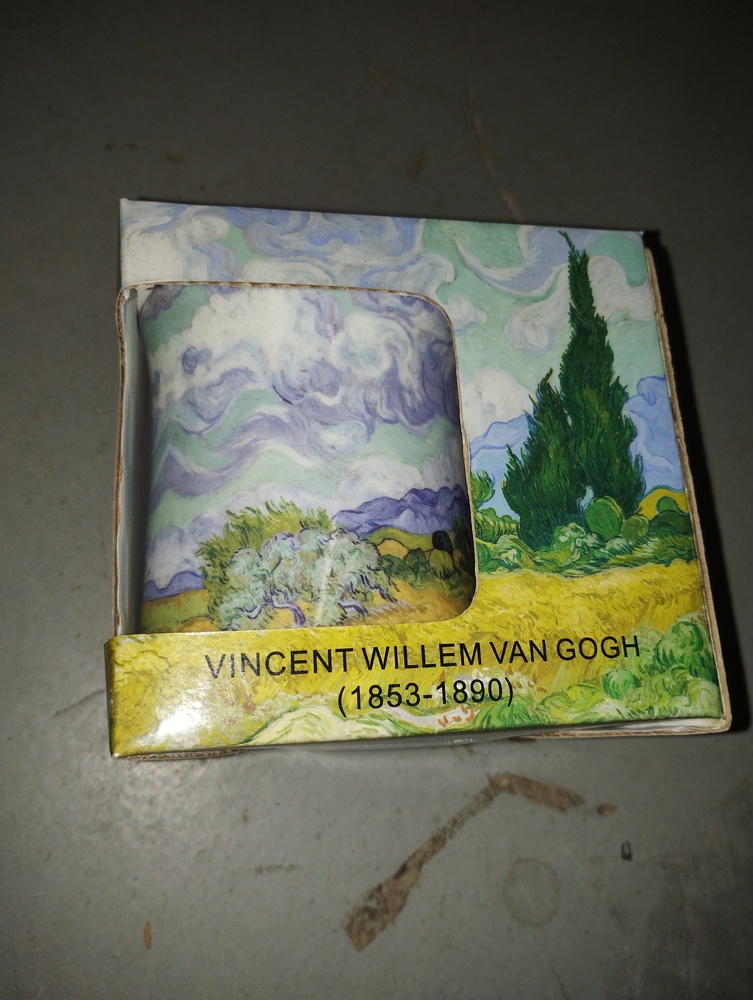 VINCENT WILLEM VAN GOGH
(1853-1890)